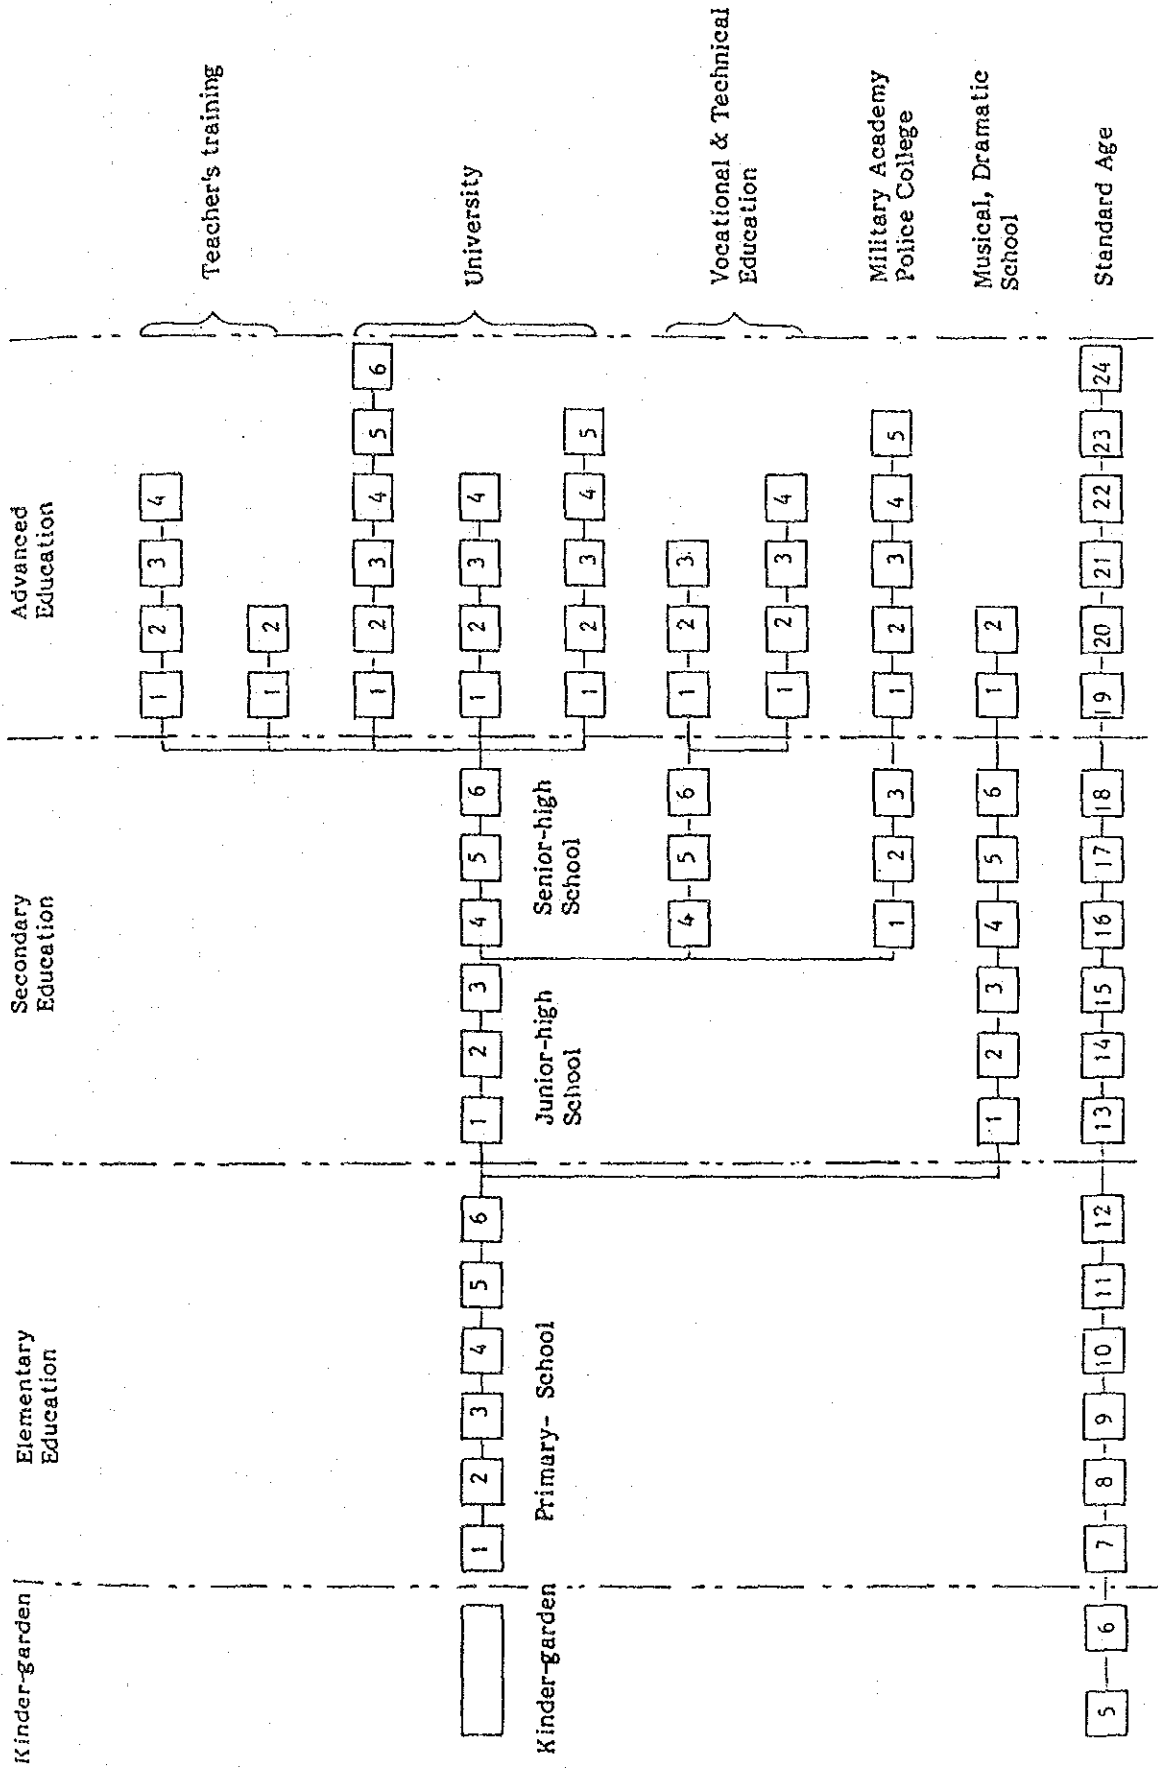 Kinder-garden
Elementary
Education
Secondary
Education
Advanced
Education
1 2 3 4
Teacher's training
1 2
1 2 3 4 5 6
Kinder-garden
1 2 3 4 5 6
Primary- School
1 2 3
Junior-high
School
4 5 6
Senior-high
School
1 2 3 4
University
1 2 3 4 5
4 5 6
1 2 3
Vocational & Technical
Education
1 2 3 4
1 2 3
1 2 3 4 5
Military Academy
Police College
1 2 3 4 5 6
1 2
Musical, Dramatic
School
5 6 7 8 9 10 11 12 13 14 15 16 17 18 19 20 21 22 23 24
Standard Age